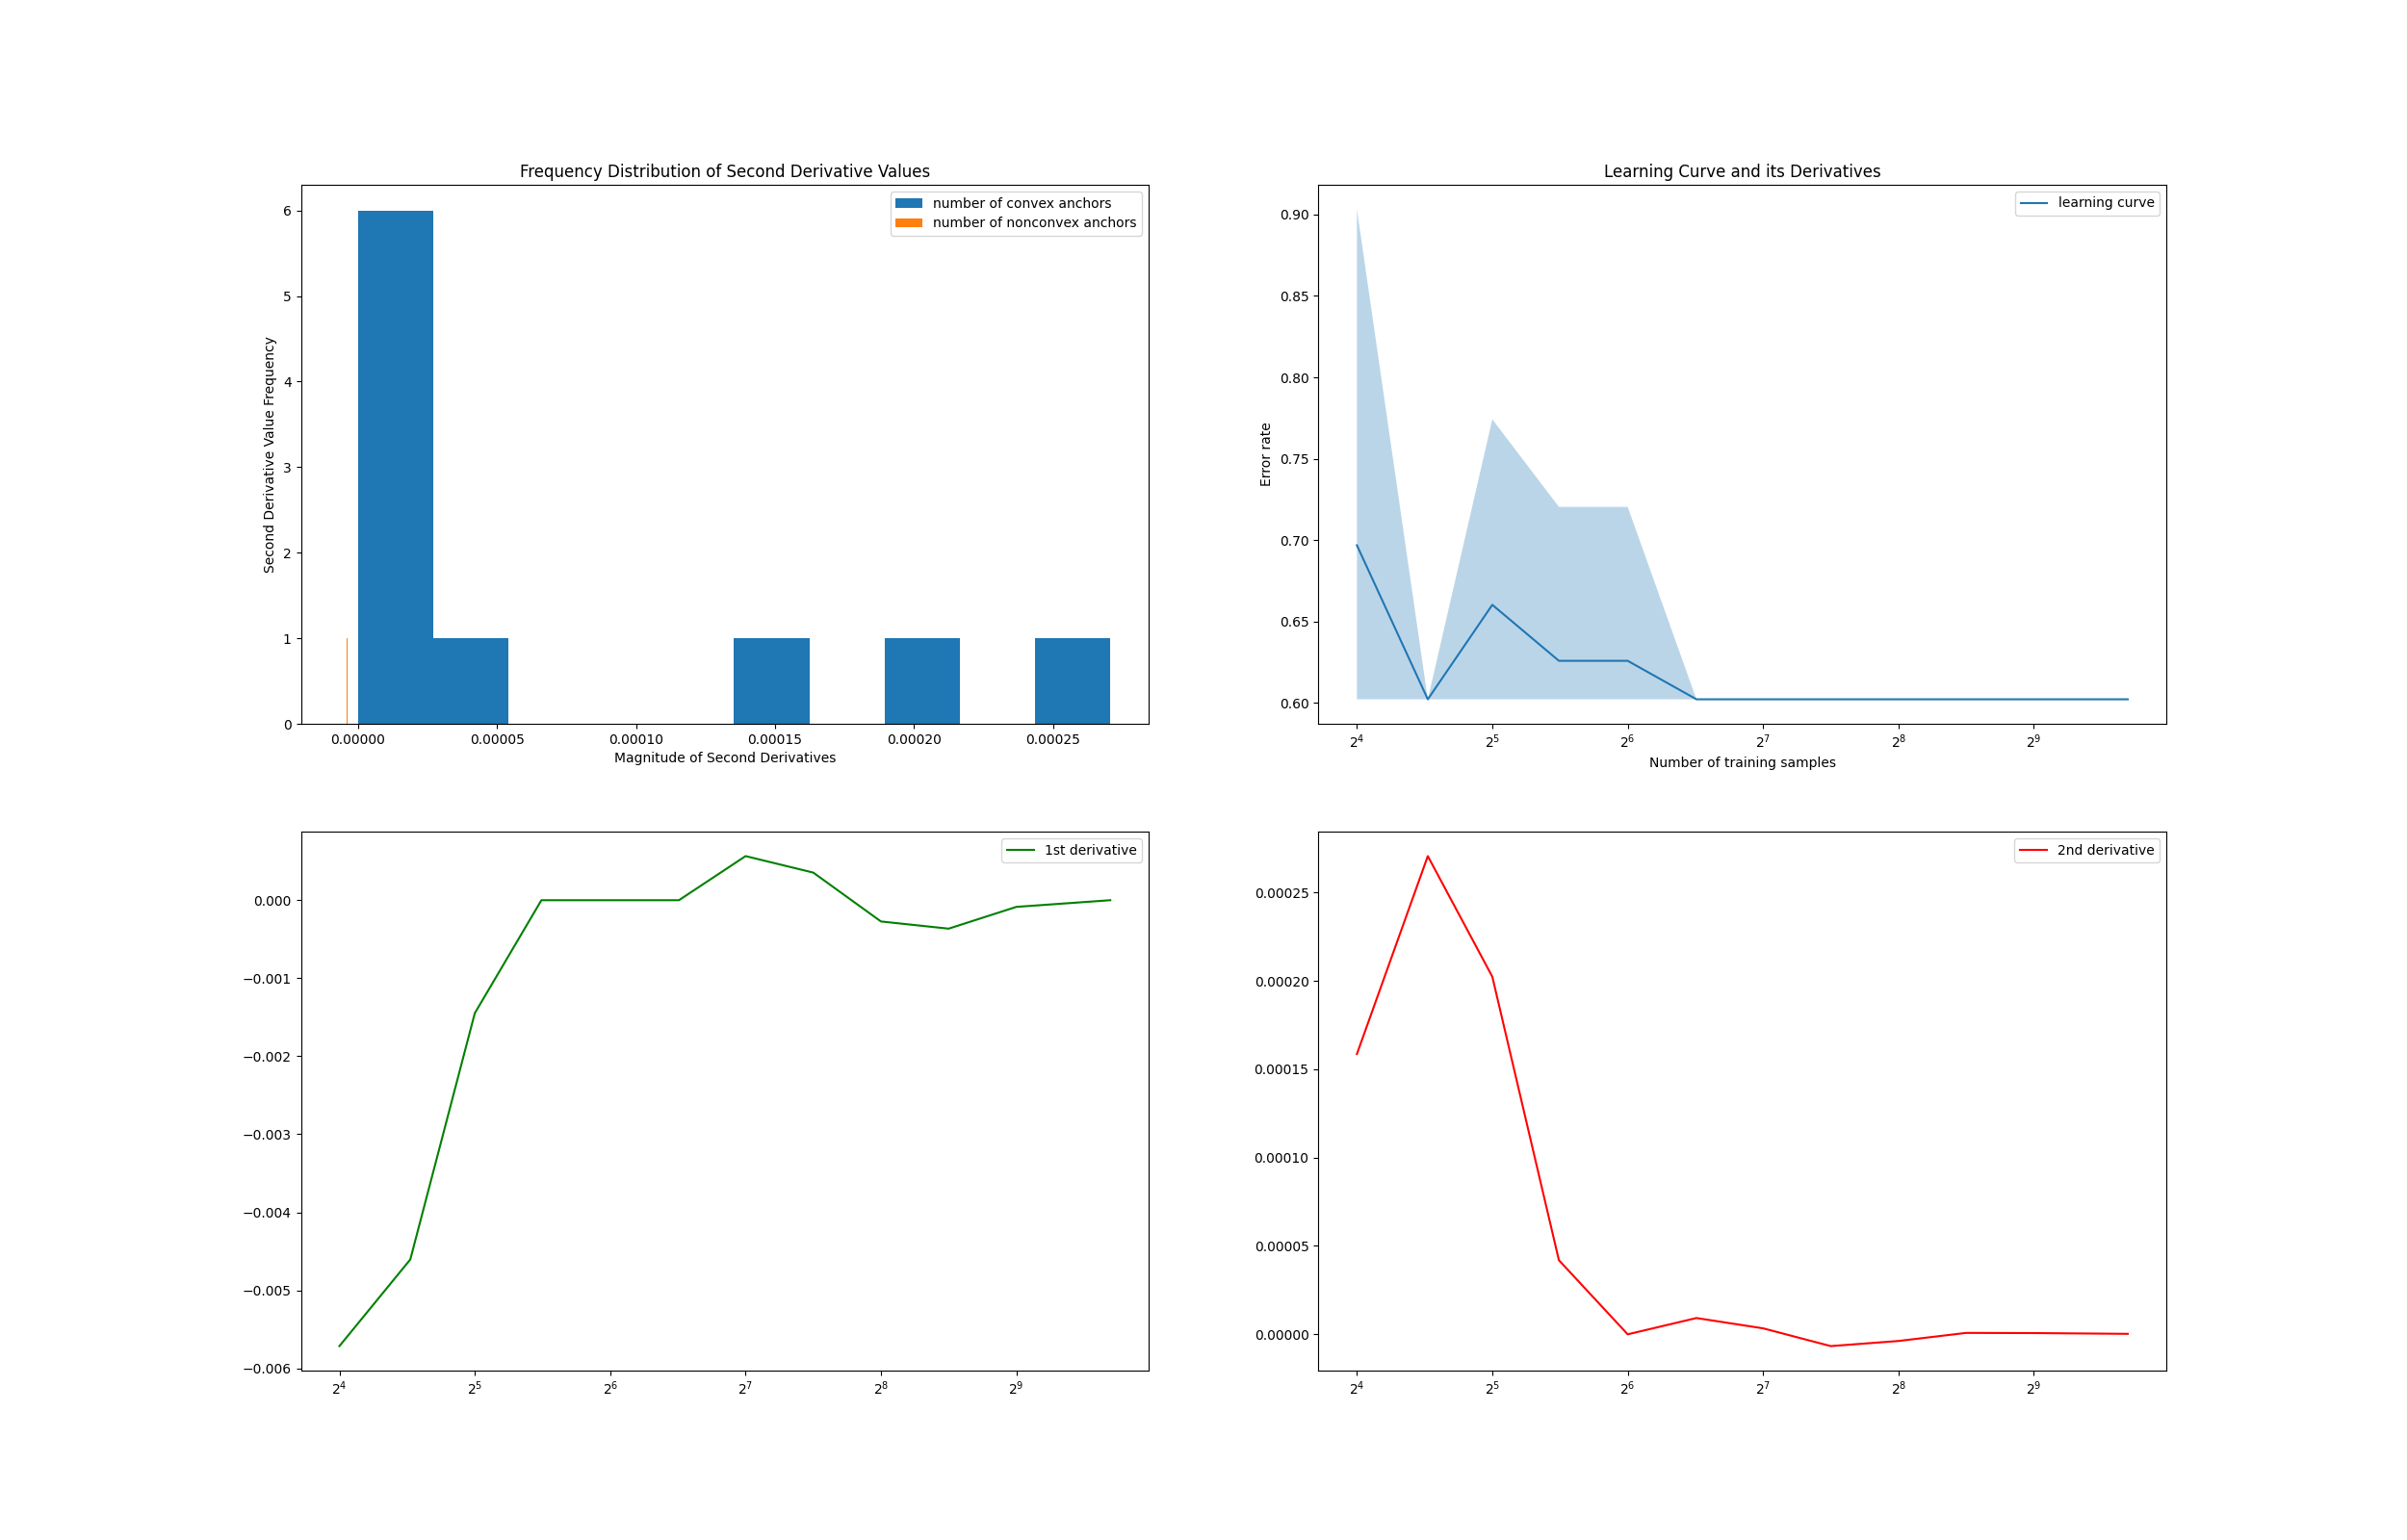 Frequency Distribution of Second Derivative Values
number of convex anchors
number of nonconvex anchors
6
5
4
3
2
1
0
Second Derivative Value Frequency
0.00000 0.00005 0.00010 0.00015 0.00020 0.00025
Magnitude of Second Derivatives
Learning Curve and its Derivatives
learning curve
0.90
0.85
0.80
0.75
0.70
0.65
0.60
Error rate
2⁴ 2⁵ 2⁶ 2⁷ 2⁸ 2⁹
Number of training samples
1st derivative
0.000
−0.001
−0.002
−0.003
−0.004
−0.005
−0.006
2⁴ 2⁵ 2⁶ 2⁷ 2⁸ 2⁹
2nd derivative
0.00025
0.00020
0.00015
0.00010
0.00005
0.00000
2⁴ 2⁵ 2⁶ 2⁷ 2⁸ 2⁹